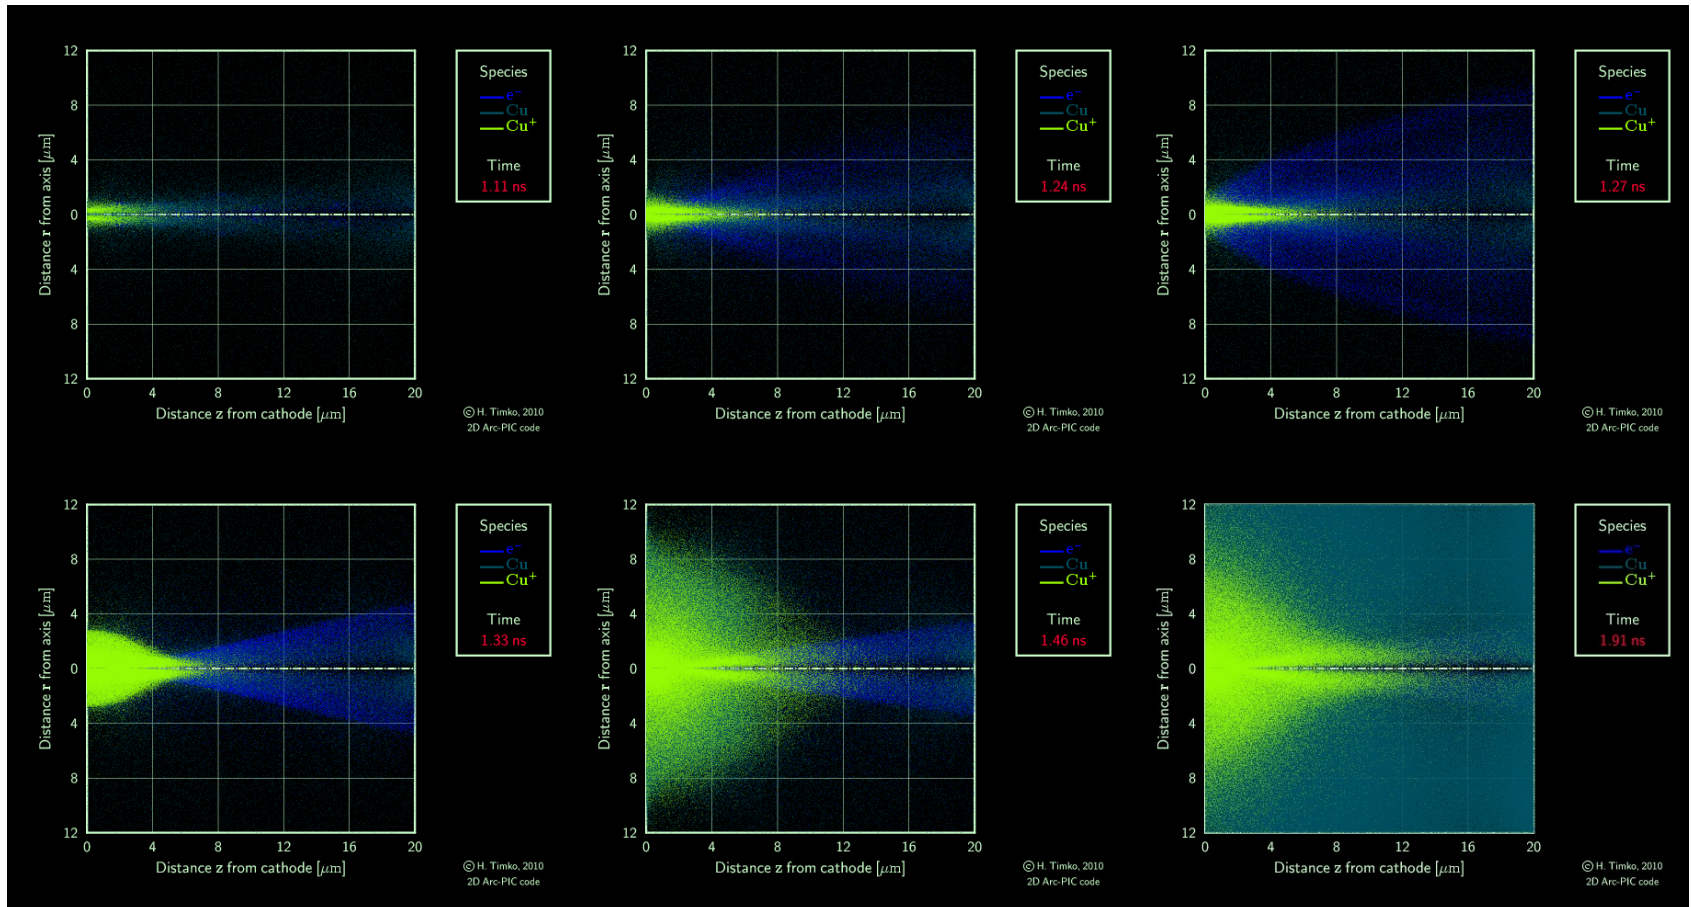 12
8
4
0
4
8
12
Distance r from axis [μm]
0 4 8 12 16 20
Distance z from cathode [μm]
Species
e⁻
Cu
Cu⁺
Time
1.11 ns
© H. Timko, 2010
2D Arc-PIC code
12
8
4
0
4
8
12
Distance r from axis [μm]
0 4 8 12 16 20
Distance z from cathode [μm]
Species
e⁻
Cu
Cu⁺
Time
1.24 ns
© H. Timko, 2010
2D Arc-PIC code
12
8
4
0
4
8
12
Distance r from axis [μm]
0 4 8 12 16 20
Distance z from cathode [μm]
Species
e⁻
Cu
Cu⁺
Time
1.27 ns
© H. Timko, 2010
2D Arc-PIC code
12
8
4
0
4
8
12
Distance r from axis [μm]
0 4 8 12 16 20
Distance z from cathode [μm]
Species
e⁻
Cu
Cu⁺
Time
1.33 ns
© H. Timko, 2010
2D Arc-PIC code
12
8
4
0
4
8
12
Distance r from axis [μm]
0 4 8 12 16 20
Distance z from cathode [μm]
Species
e⁻
Cu
Cu⁺
Time
1.46 ns
© H. Timko, 2010
2D Arc-PIC code
12
8
4
0
4
8
12
Distance r from axis [μm]
0 4 8 12 16 20
Distance z from cathode [μm]
Species
e⁻
Cu
Cu⁺
Time
1.91 ns
© H. Timko, 2010
2D Arc-PIC code